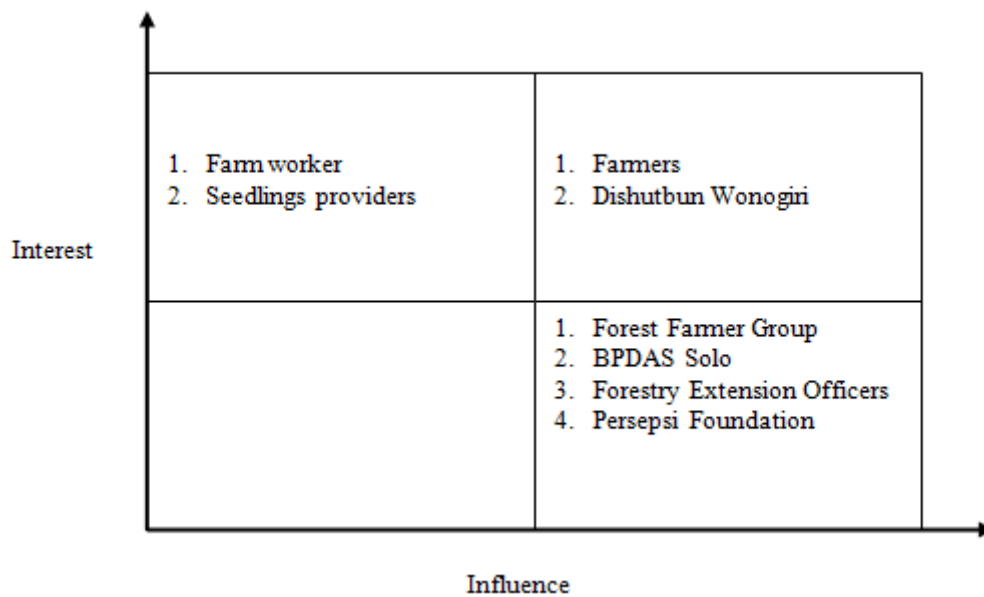 1. Farm worker
2. Seedlings providers
1. Farmers
2. Dishutbun Wonogiri
Interest
1. Forest Farmer Group
2. BPDAS Solo
3. Forestry Extension Officers
4. Persepsi Foundation
Influence